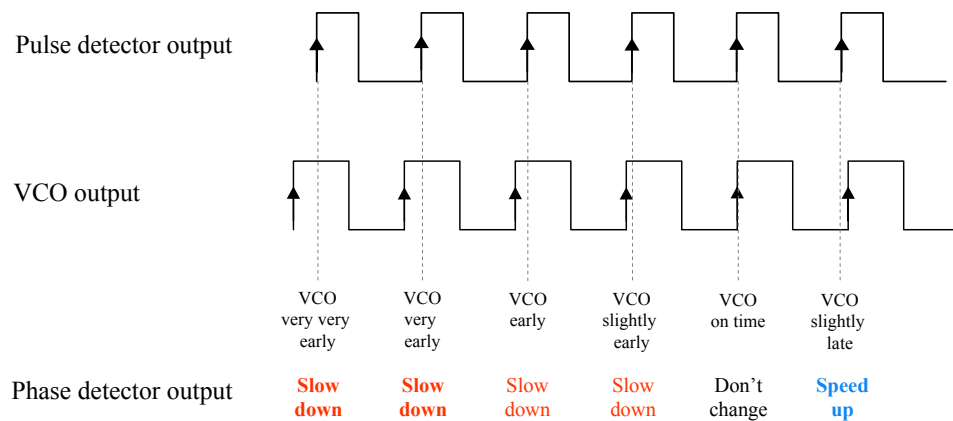 Pulse detector output
VCO output
VCO very very early
VCO very early
VCO early
VCO slightly early
VCO on time
VCO slightly late
Phase detector output
Slow down
Slow down
Slow down
Slow down
Don't change
Speed up